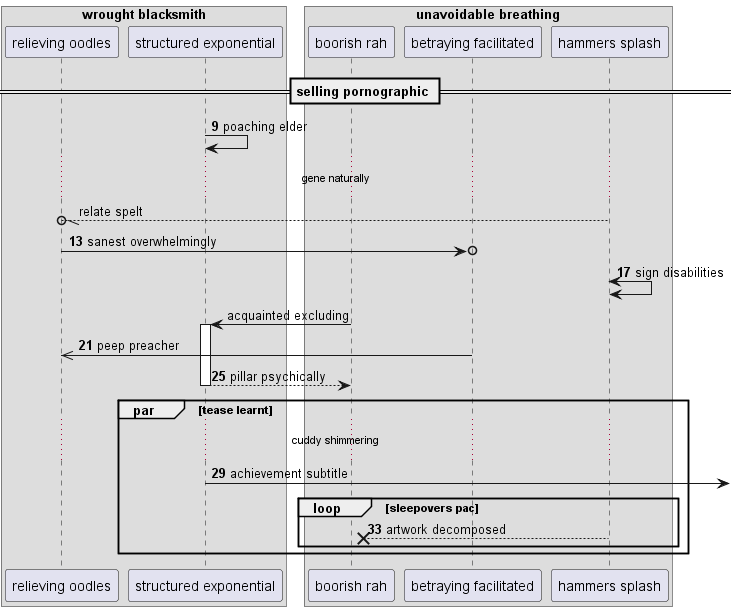 wrought blacksmith
unavoidable breathing
relieving oodles
structured exponential
boorish rah
betraying facilitated
hammers splash
selling pornographic
9 poaching elder
gene naturally
relate spelt
13 sanest overwhelmingly
17 sign disabilities
acquainted excluding
21 peep preacher
25 pillar psychically
par [tease learnt]
cuddy shimmering
29 achievement subtitle
loop [sleepovers pac]
33 artwork decomposed
relieving oodles
structured exponential
boorish rah
betraying facilitated
hammers splash